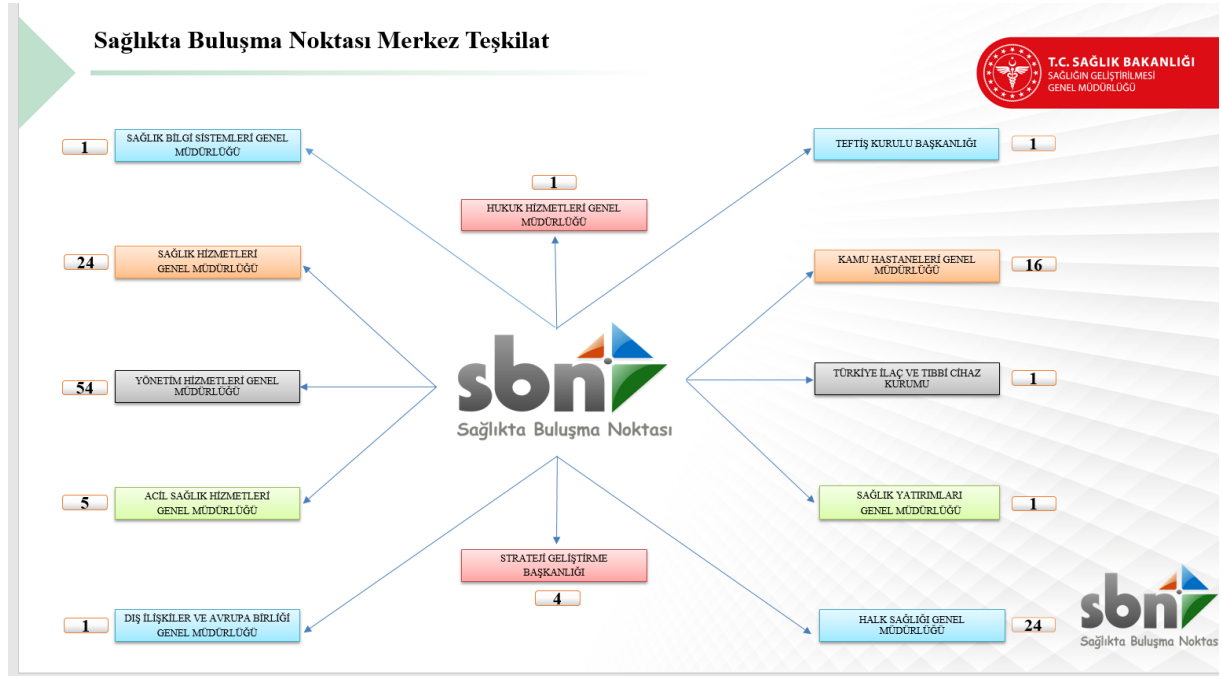 Sağlıkta Buluşma Noktası Merkez Teşkilat
T.C. SAĞLIK BAKANLIĞI
SAĞLIĞIN GELİŞTİRİLMESİ
GENEL MÜDÜRLÜĞÜ
1
SAĞLIK BİLGİ SİSTEMLERİ GENEL
MÜDÜRLÜĞÜ
TEFTİŞ KURULU BAŞKANLIĞI
1
1
HUKUK HİZMETLERİ GENEL
MÜDÜRLÜĞÜ
24
SAĞLIK HİZMETLERİ
GENEL MÜDÜRLÜĞÜ
KAMU HASTANELERİ GENEL
MÜDÜRLÜĞÜ
16
54
YÖNETİM HİZMETLERİ GENEL
MÜDÜRLÜĞÜ
sbn
Sağlıkta Buluşma Noktası
TÜRKİYE İLAÇ VE TIBBİ CİHAZ
KURUMU
1
5
ACİL SAĞLIK HİZMETLERİ
GENEL MÜDÜRLÜĞÜ
SAĞLIK YATIRIMLARI
GENEL MÜDÜRLÜĞÜ
1
STRATEJİ GELİŞTİRME
BAŞKANLIĞI
4
1
DIŞ İLİŞKİLER VE AVRUPA BİRLİĞİ
GENEL MÜDÜRLÜĞÜ
HALK SAĞLIĞI GENEL
MÜDÜRLÜĞÜ
24
sbn
Sağlıkta Buluşma Noktas